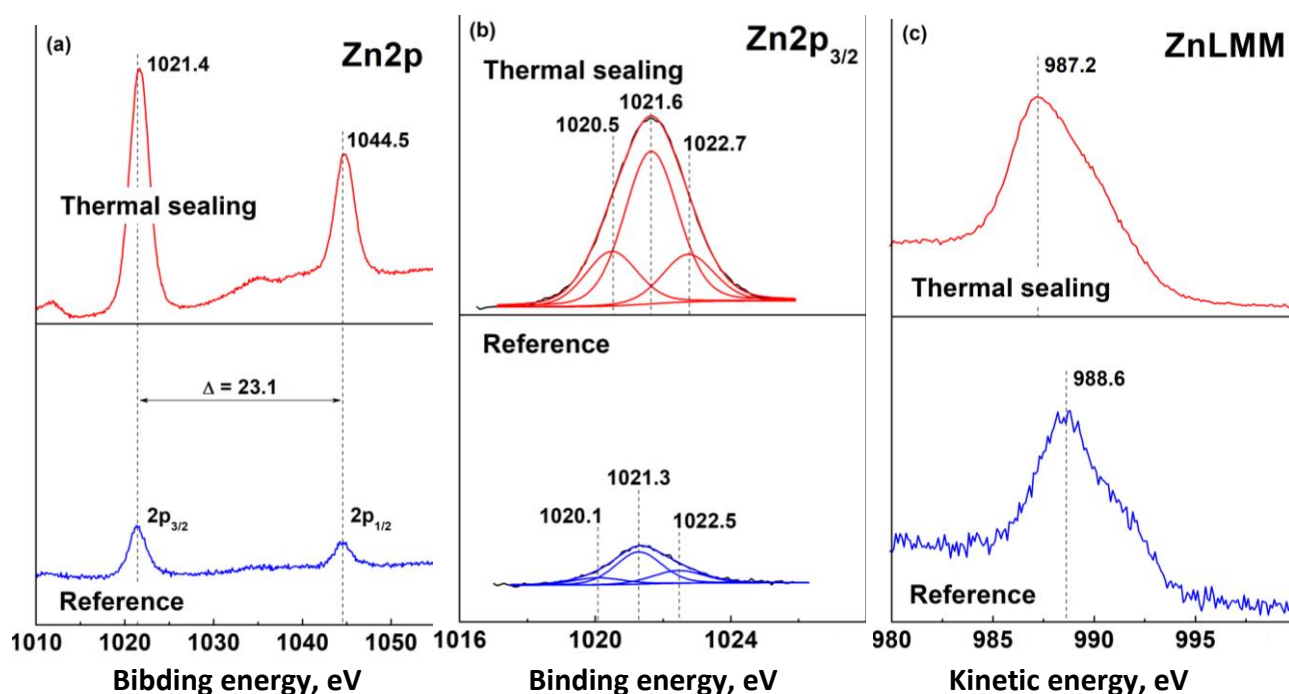 (a)
Zn2p
1021.4
1044.5
Thermal sealing
Δ = 23.1
2p3/2
2p1/2
Reference
1010 1020 1030 1040 1050
Bibding energy, eV
(b)
Zn2p3/2
Thermal sealing
1021.6
1020.5
1022.7
Reference
1021.3
1020.1
1022.5
1016 1020 1024
Binding energy, eV
(c)
ZnLMM
987.2
Thermal sealing
988.6
Reference
980 985 990 995
Kinetic energy, eV